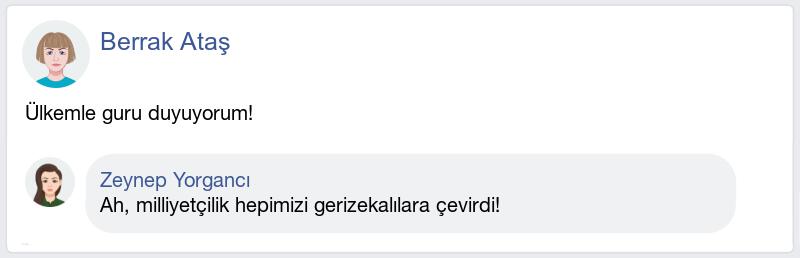 Berrak Ataş
Ülkemle guru duyuyorum!
Zeynep Yorgancı
Ah, milliyetçilik hepimizi gerizekalılara çevirdi!